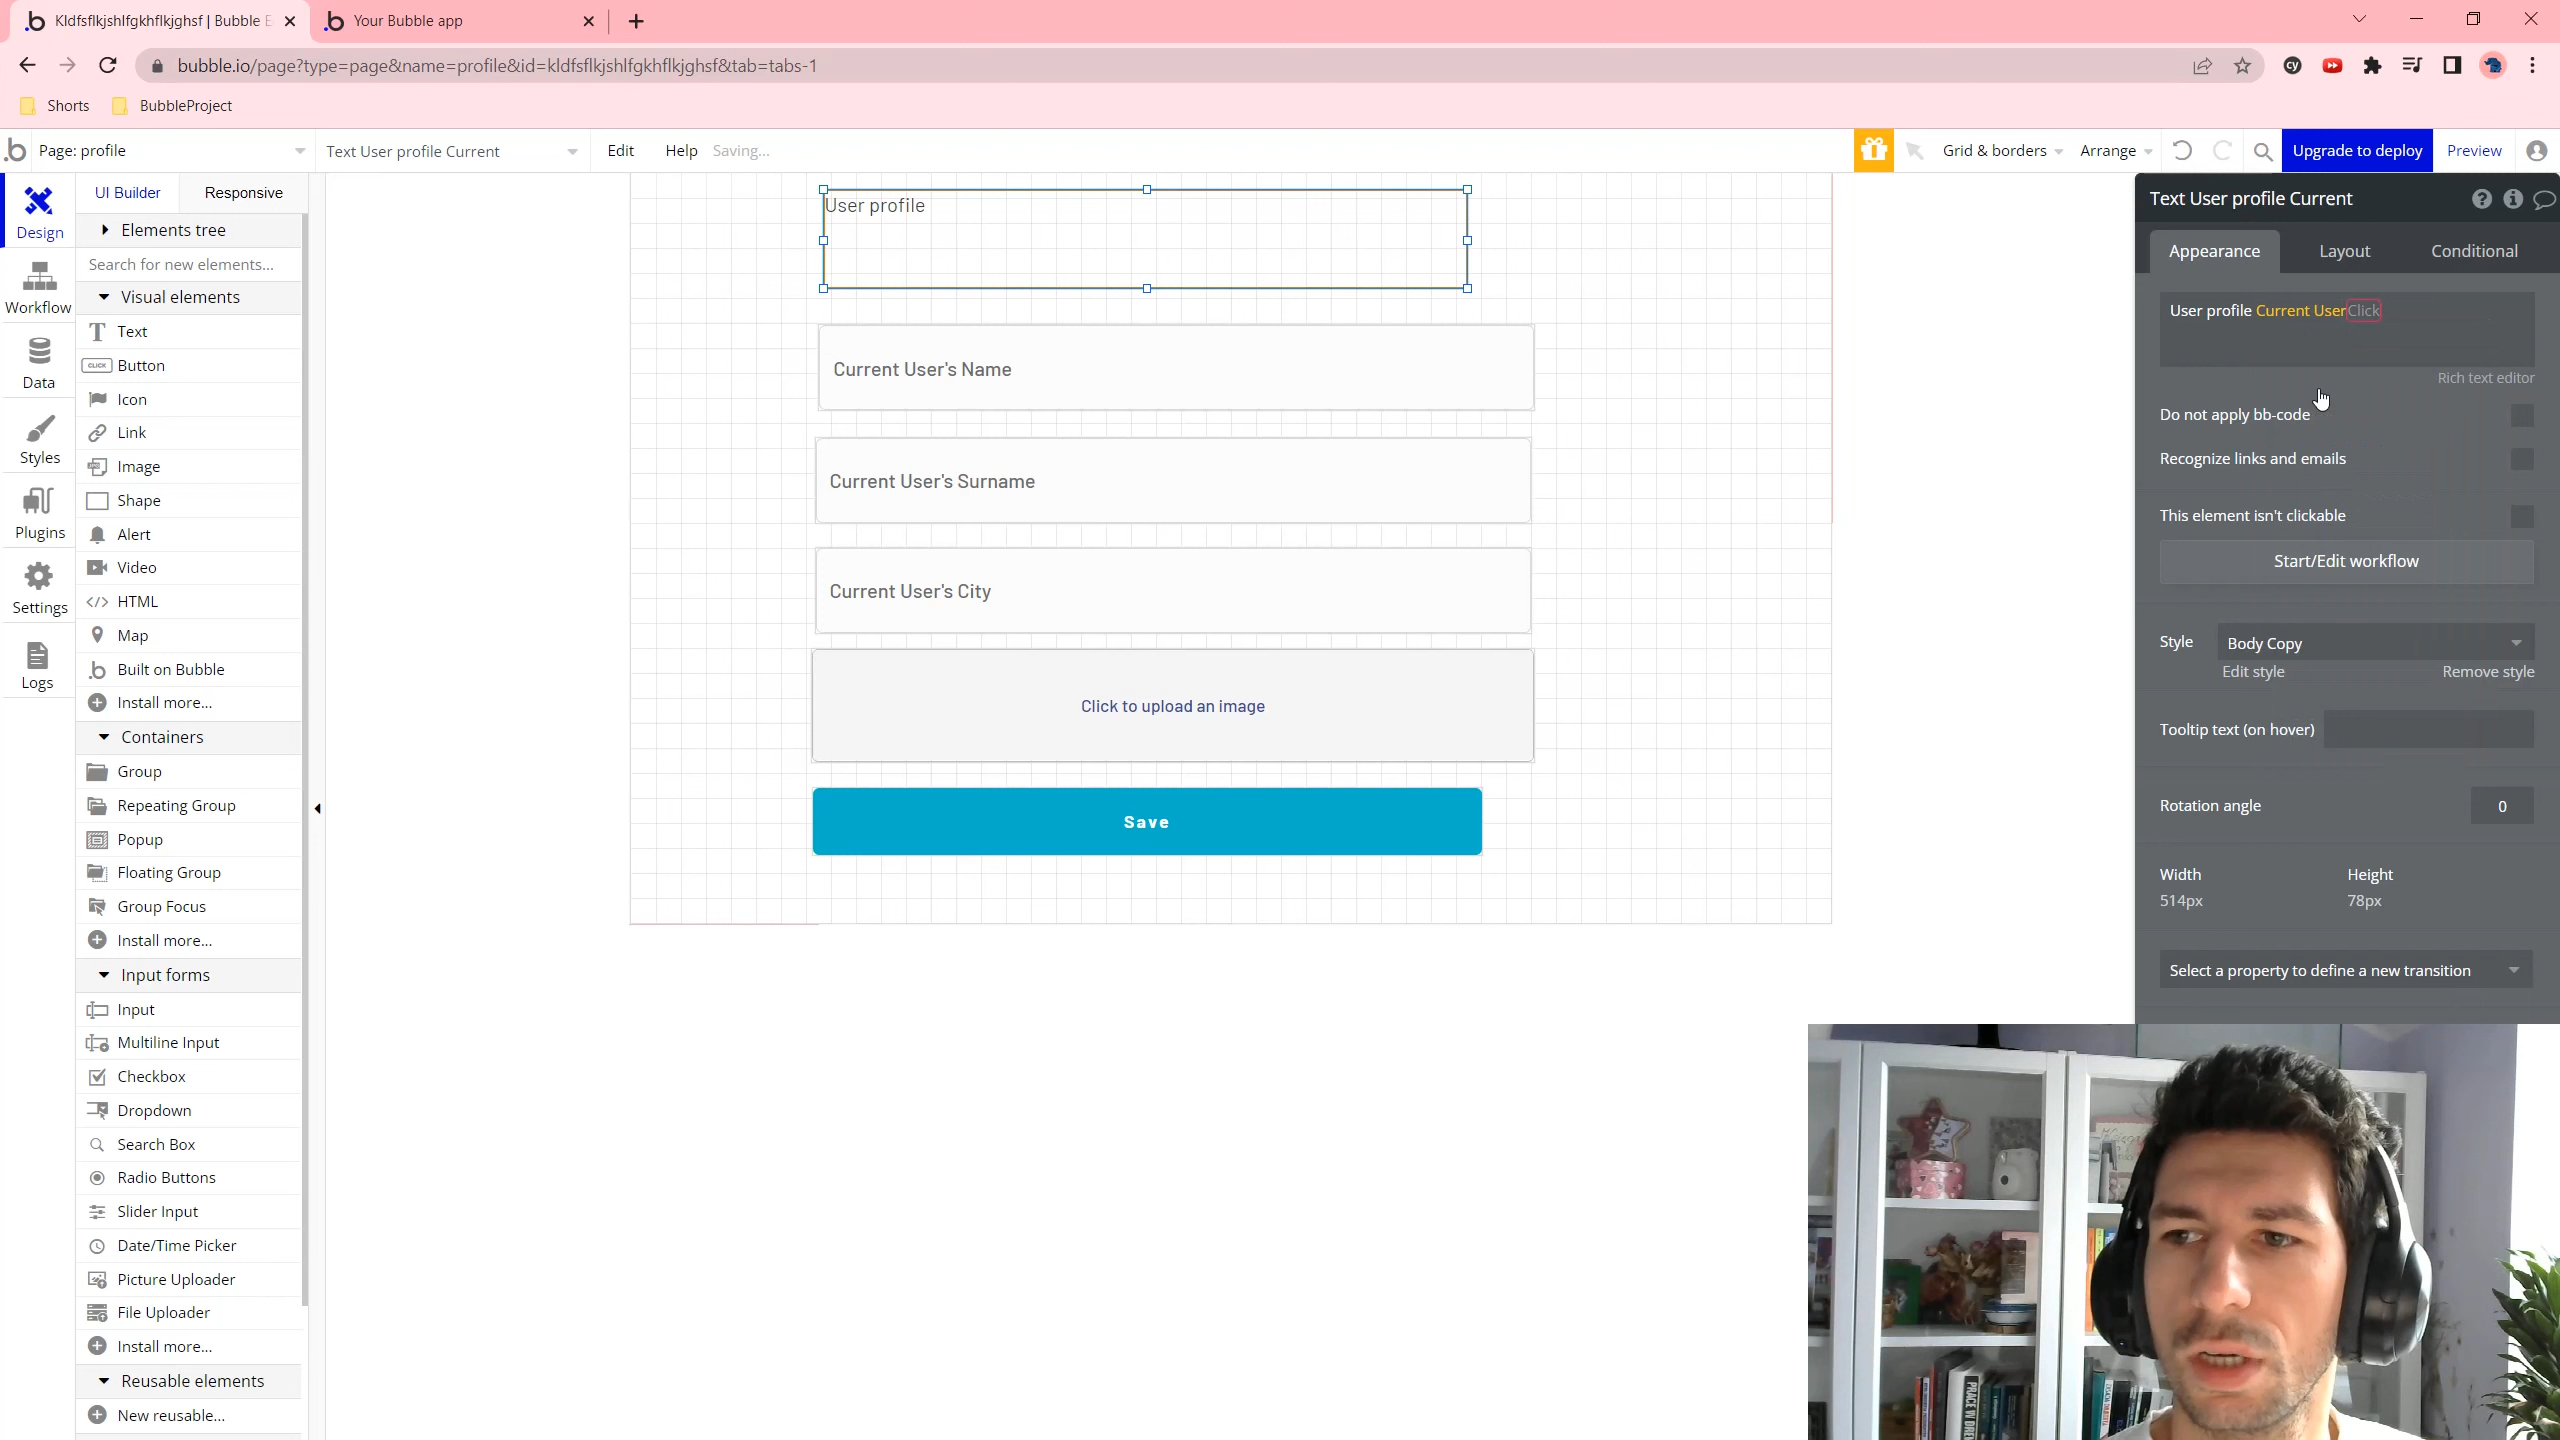 Kldfsflkjshlfgkhflkjghsf | Bubble E
Your Bubble app
bubble.io/page?type=page&name=profile&id=kldfsflkjshlfgkhflkjghsf&tab=tabs-1
Shorts
BubbleProject
Page: profile
Text User profile Current
Edit
Help
Saving...
Grid & borders
Arrange
Upgrade to deploy
Preview
Design
Workflow
Data
Styles
Plugins
Settings
Logs
UI Builder
Responsive
Elements tree
Search for new elements...
Visual elements
Text
CLICK
Button
Icon
Link
Image
Shape
Alert
Video
HTML
Map
Built on Bubble
Install more...
Containers
Group
Repeating Group
Popup
Floating Group
Group Focus
Install more...
Input forms
Input
Multiline Input
Checkbox
Dropdown
Search Box
Radio Buttons
Slider Input
Date/Time Picker
Picture Uploader
File Uploader
Install more...
Reusable elements
New reusable...
User profile
Current User's Name
Current User's Surname
Current User's City
Click to upload an image
Save
Text User profile Current
Appearance
Layout
Conditional
User profile Current UserClick
Rich text editor
Do not apply bb-code
Recognize links and emails
This element isn't clickable
Start/Edit workflow
Style
Body Copy
Edit style
Remove style
Tooltip text (on hover)
Rotation angle
0
Width
Height
514px
78px
Select a property to define a new transition